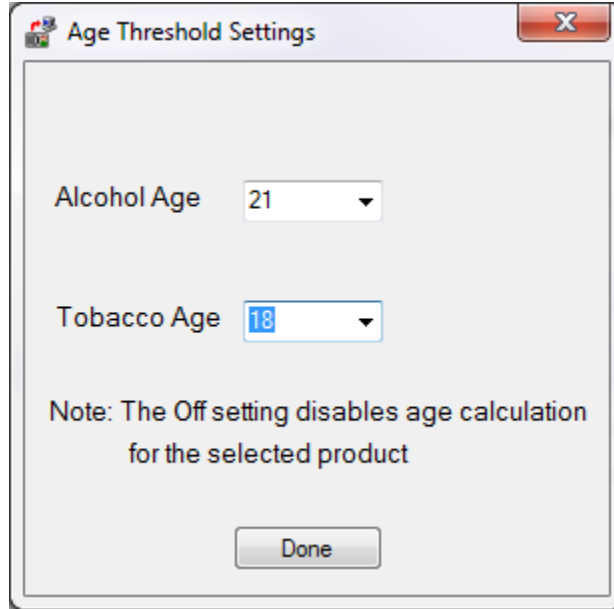 Age Threshold Settings
Alcohol Age 21
Tobacco Age 18
Note: The Off setting disables age calculation
for the selected product
Done